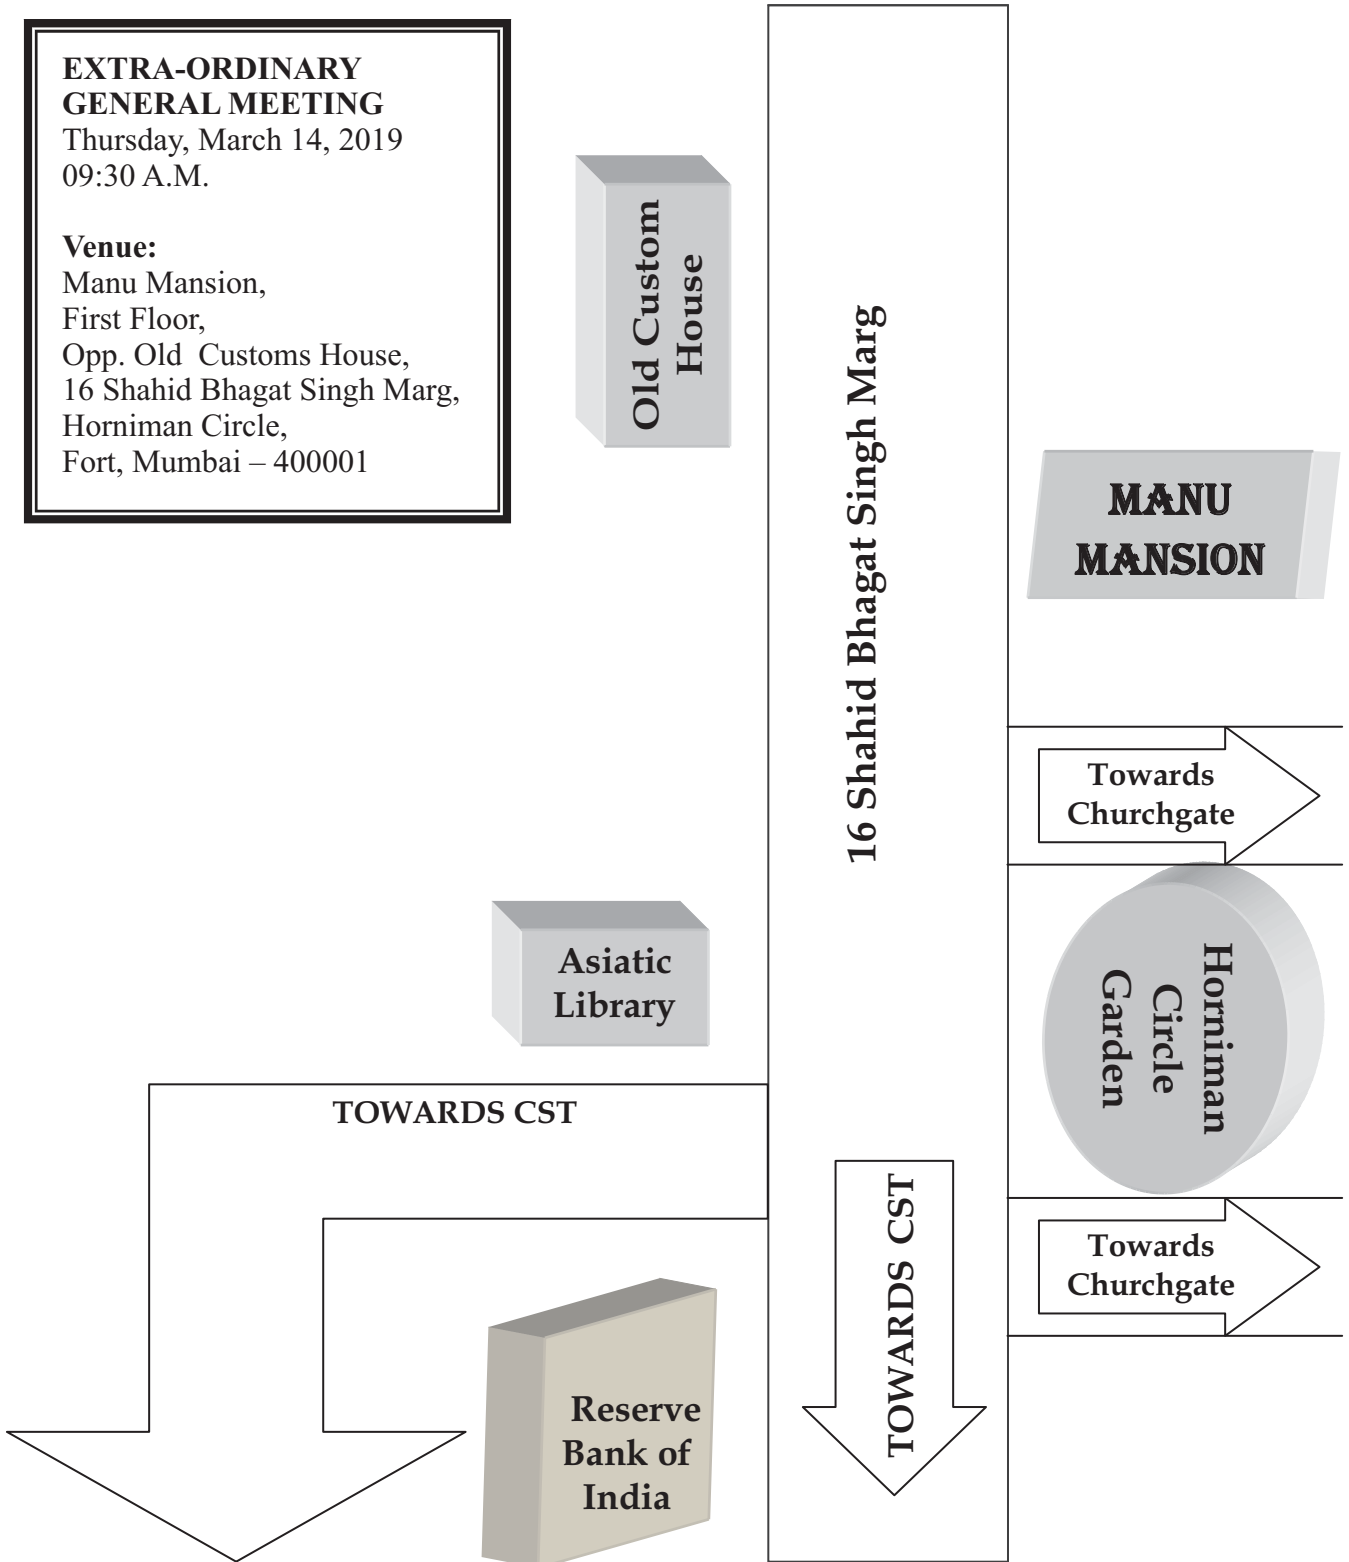 EXTRA-ORDINARY
GENERAL MEETING
Thursday, March 14, 2019
09:30 A.M.
Venue:
Manu Mansion,
First Floor,
Opp. Old Customs House,
16 Shahid Bhagat Singh Marg,
Horniman Circle,
Fort, Mumbai – 400001
Old Custom
House
16 Shahid Bhagat Singh Marg
MANU
MANSION
Towards
Churchgate
Asiatic
Library
Horniman
Circle
Garden
TOWARDS CST
TOWARDS CST
Towards
Churchgate
Reserve
Bank of
India